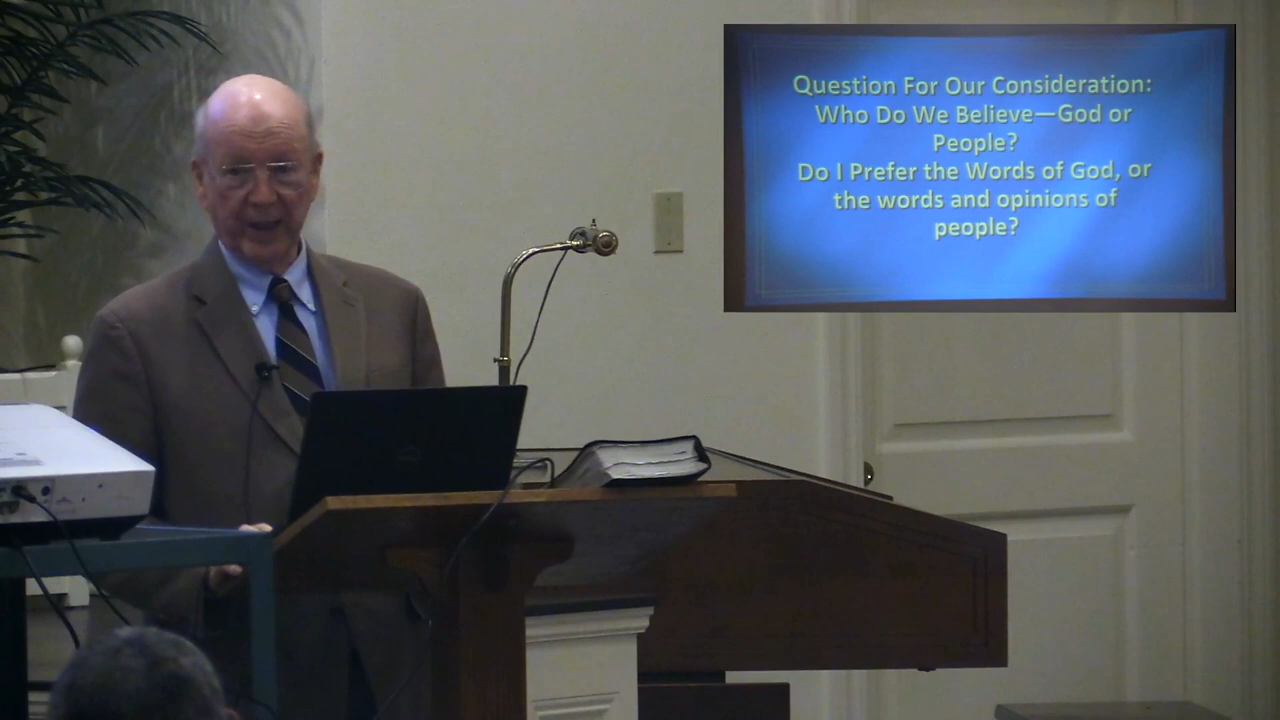 Question For Our Consideration:
Who Do We Believe—God or
People?
Do I Prefer the Words of God, or
the words and opinions of
people?